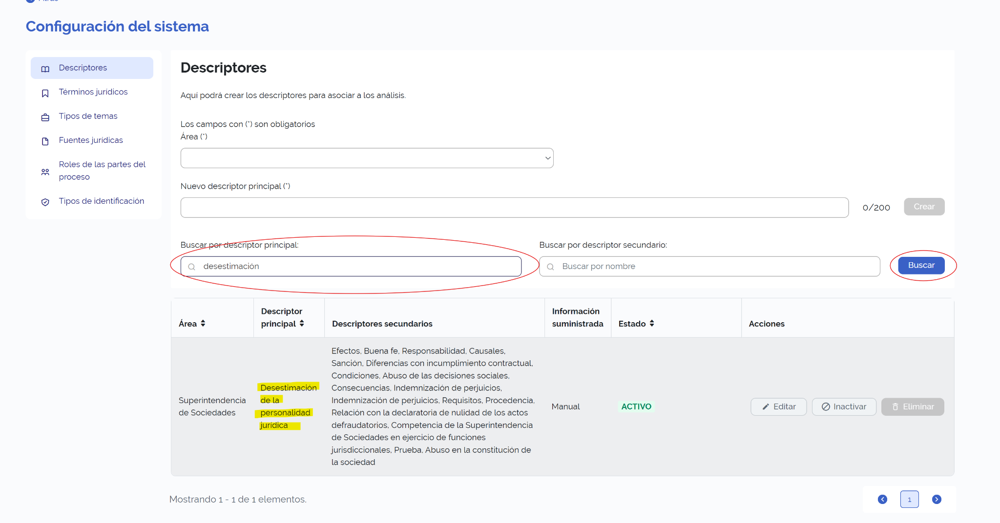 Atrás
Configuración del sistema
Descriptores
Términos jurídicos
Tipos de temas
Fuentes jurídicas
Roles de las partes del
proceso
Tipos de identificación
Descriptores
Aquí podrá crear los descriptores para asociar a los análisis.
Los campos con (*) son obligatorios
Área (*)
Nuevo descriptor principal (*)
0/200 Crear
Buscar por descriptor principal: Buscar por descriptor secundario:
desestimación Buscar por nombre Buscar
Área Descriptor principal Descriptores secundarios Información suministrada Estado Acciones
Superintendencia
de Sociedades
Desestimación
de la
personalidad
jurídica
Efectos, Buena fe, Responsabilidad, Causales,
Sanción, Diferencias con incumplimiento contractual,
Condiciones, Abuso de las decisiones sociales,
Consecuencias, Indemnización de perjuicios,
Indemnización de perjuicios, Requisitos, Procedencia,
Relación con la declaratoria de nulidad de los actos
defraudatorios, Competencia de la Superintendencia
de Sociedades en ejercicio de funciones
jurisdiccionales, Prueba, Abuso en la constitución de
la sociedad
Manual
ACTIVO
Editar Inactivar Eliminar
Mostrando 1 - 1 de 1 elementos.
1